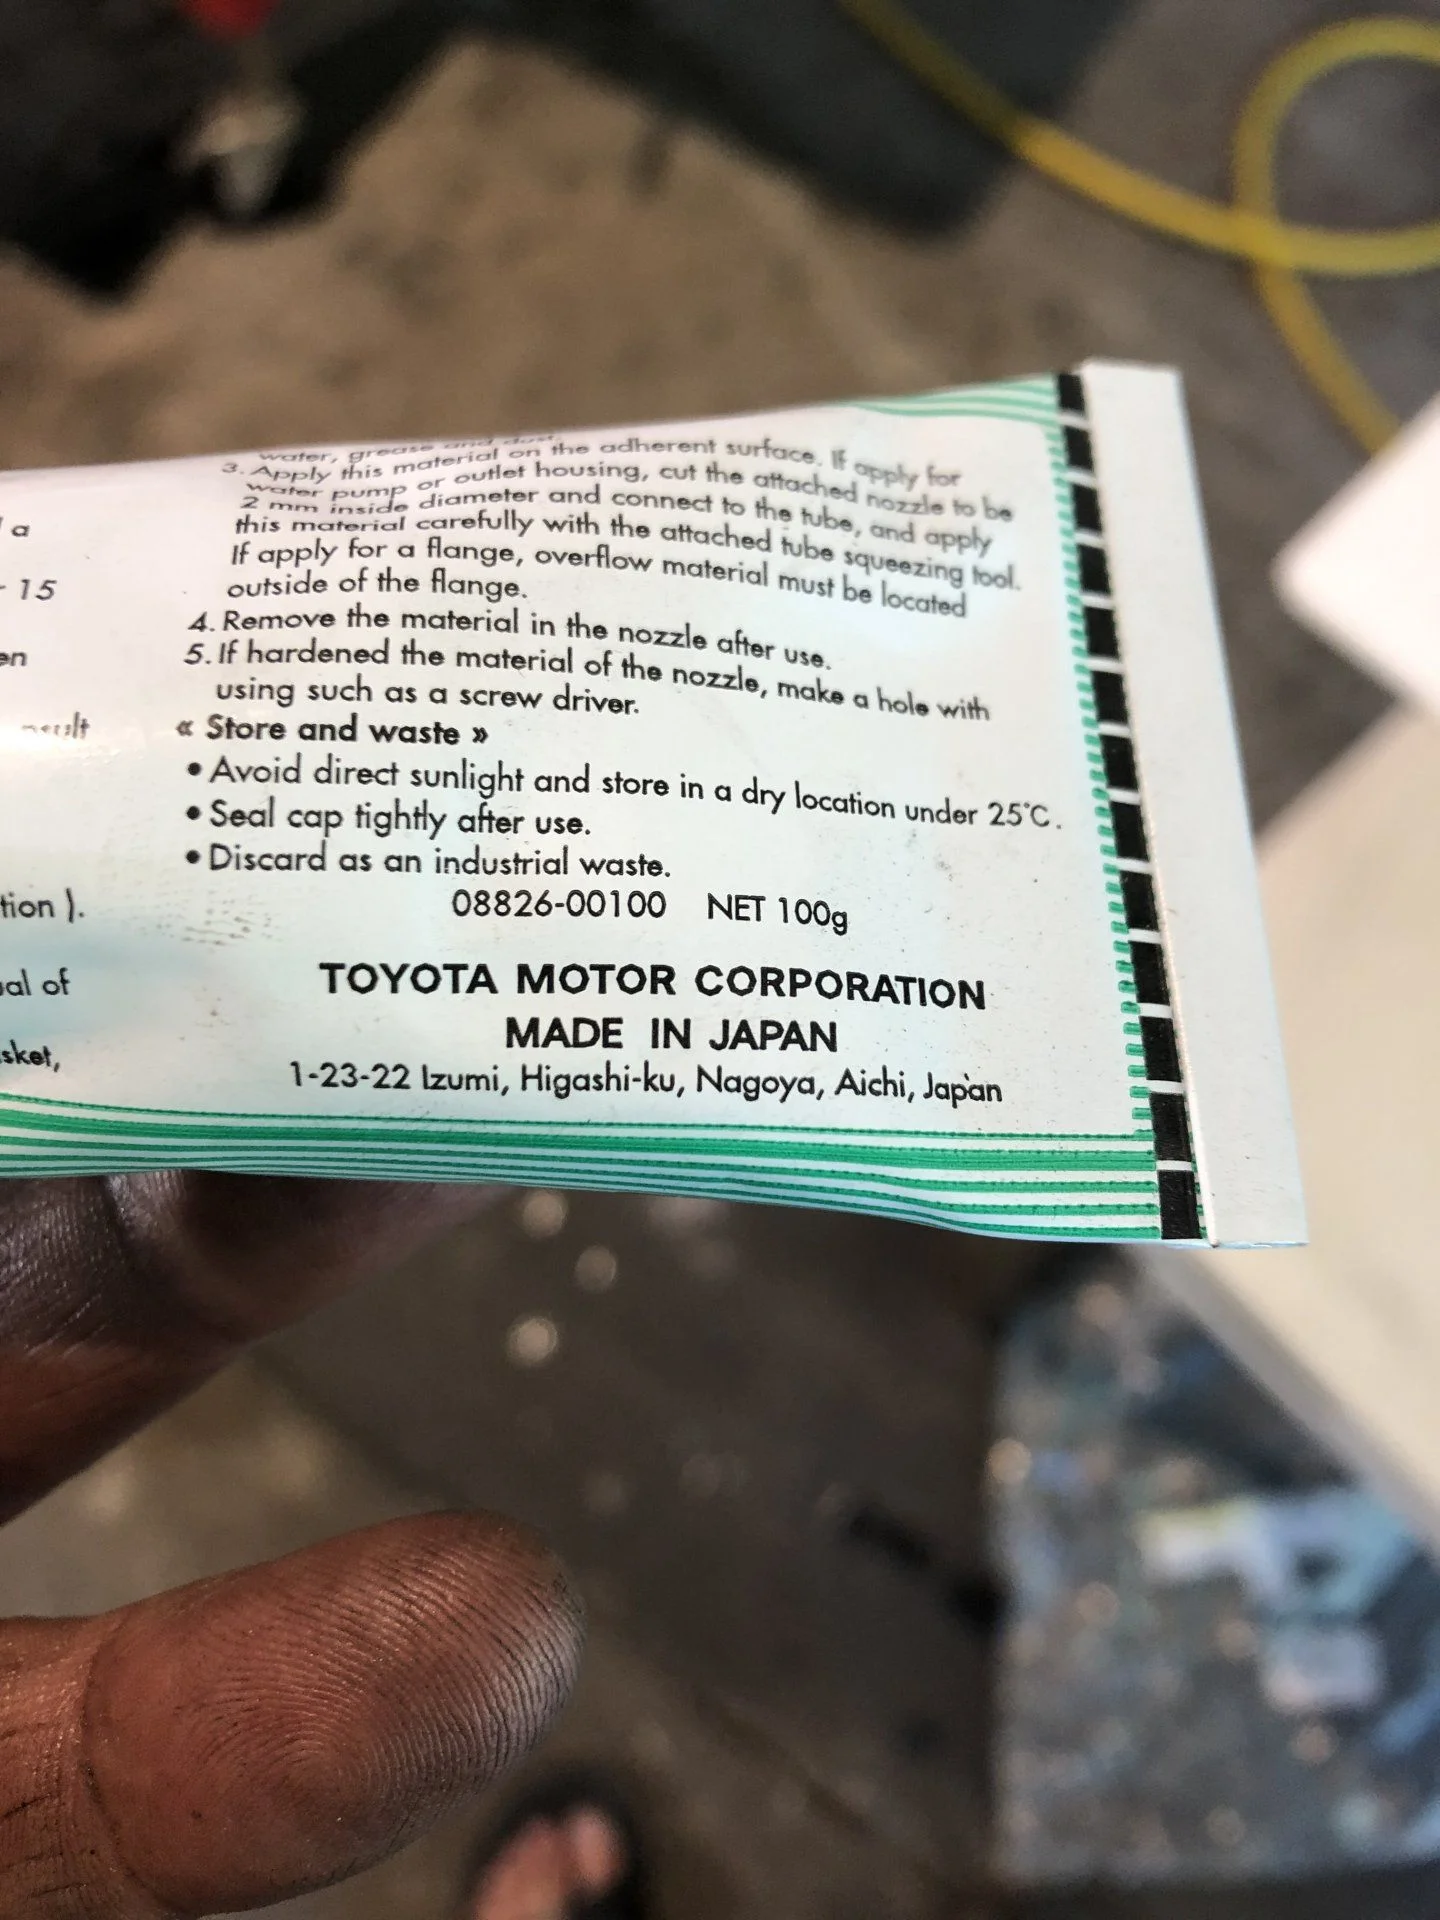 water, grease and dust.
3. Apply this material on the adherent surface. If apply for
water pump or outlet housing, cut the attached nozzle to be
2 mm inside diameter and connect to the tube, and apply
this material carefully with the attached tube squeezing tool.
If apply for a flange, overflow material must be located
outside of the flange.
4. Remove the material in the nozzle after use.
5. If hardened the material of the nozzle, make a hole with
using such as a screw driver.
« Store and waste »
• Avoid direct sunlight and store in a dry location under 25°C.
• Seal cap tightly after use.
• Discard as an industrial waste.
08826-00100 NET 100g
TOYOTA MOTOR CORPORATION
MADE IN JAPAN
1-23-22 Izumi, Higashi-ku, Nagoya, Aichi, Japan
a
15
en
tion ).
al of
sket,